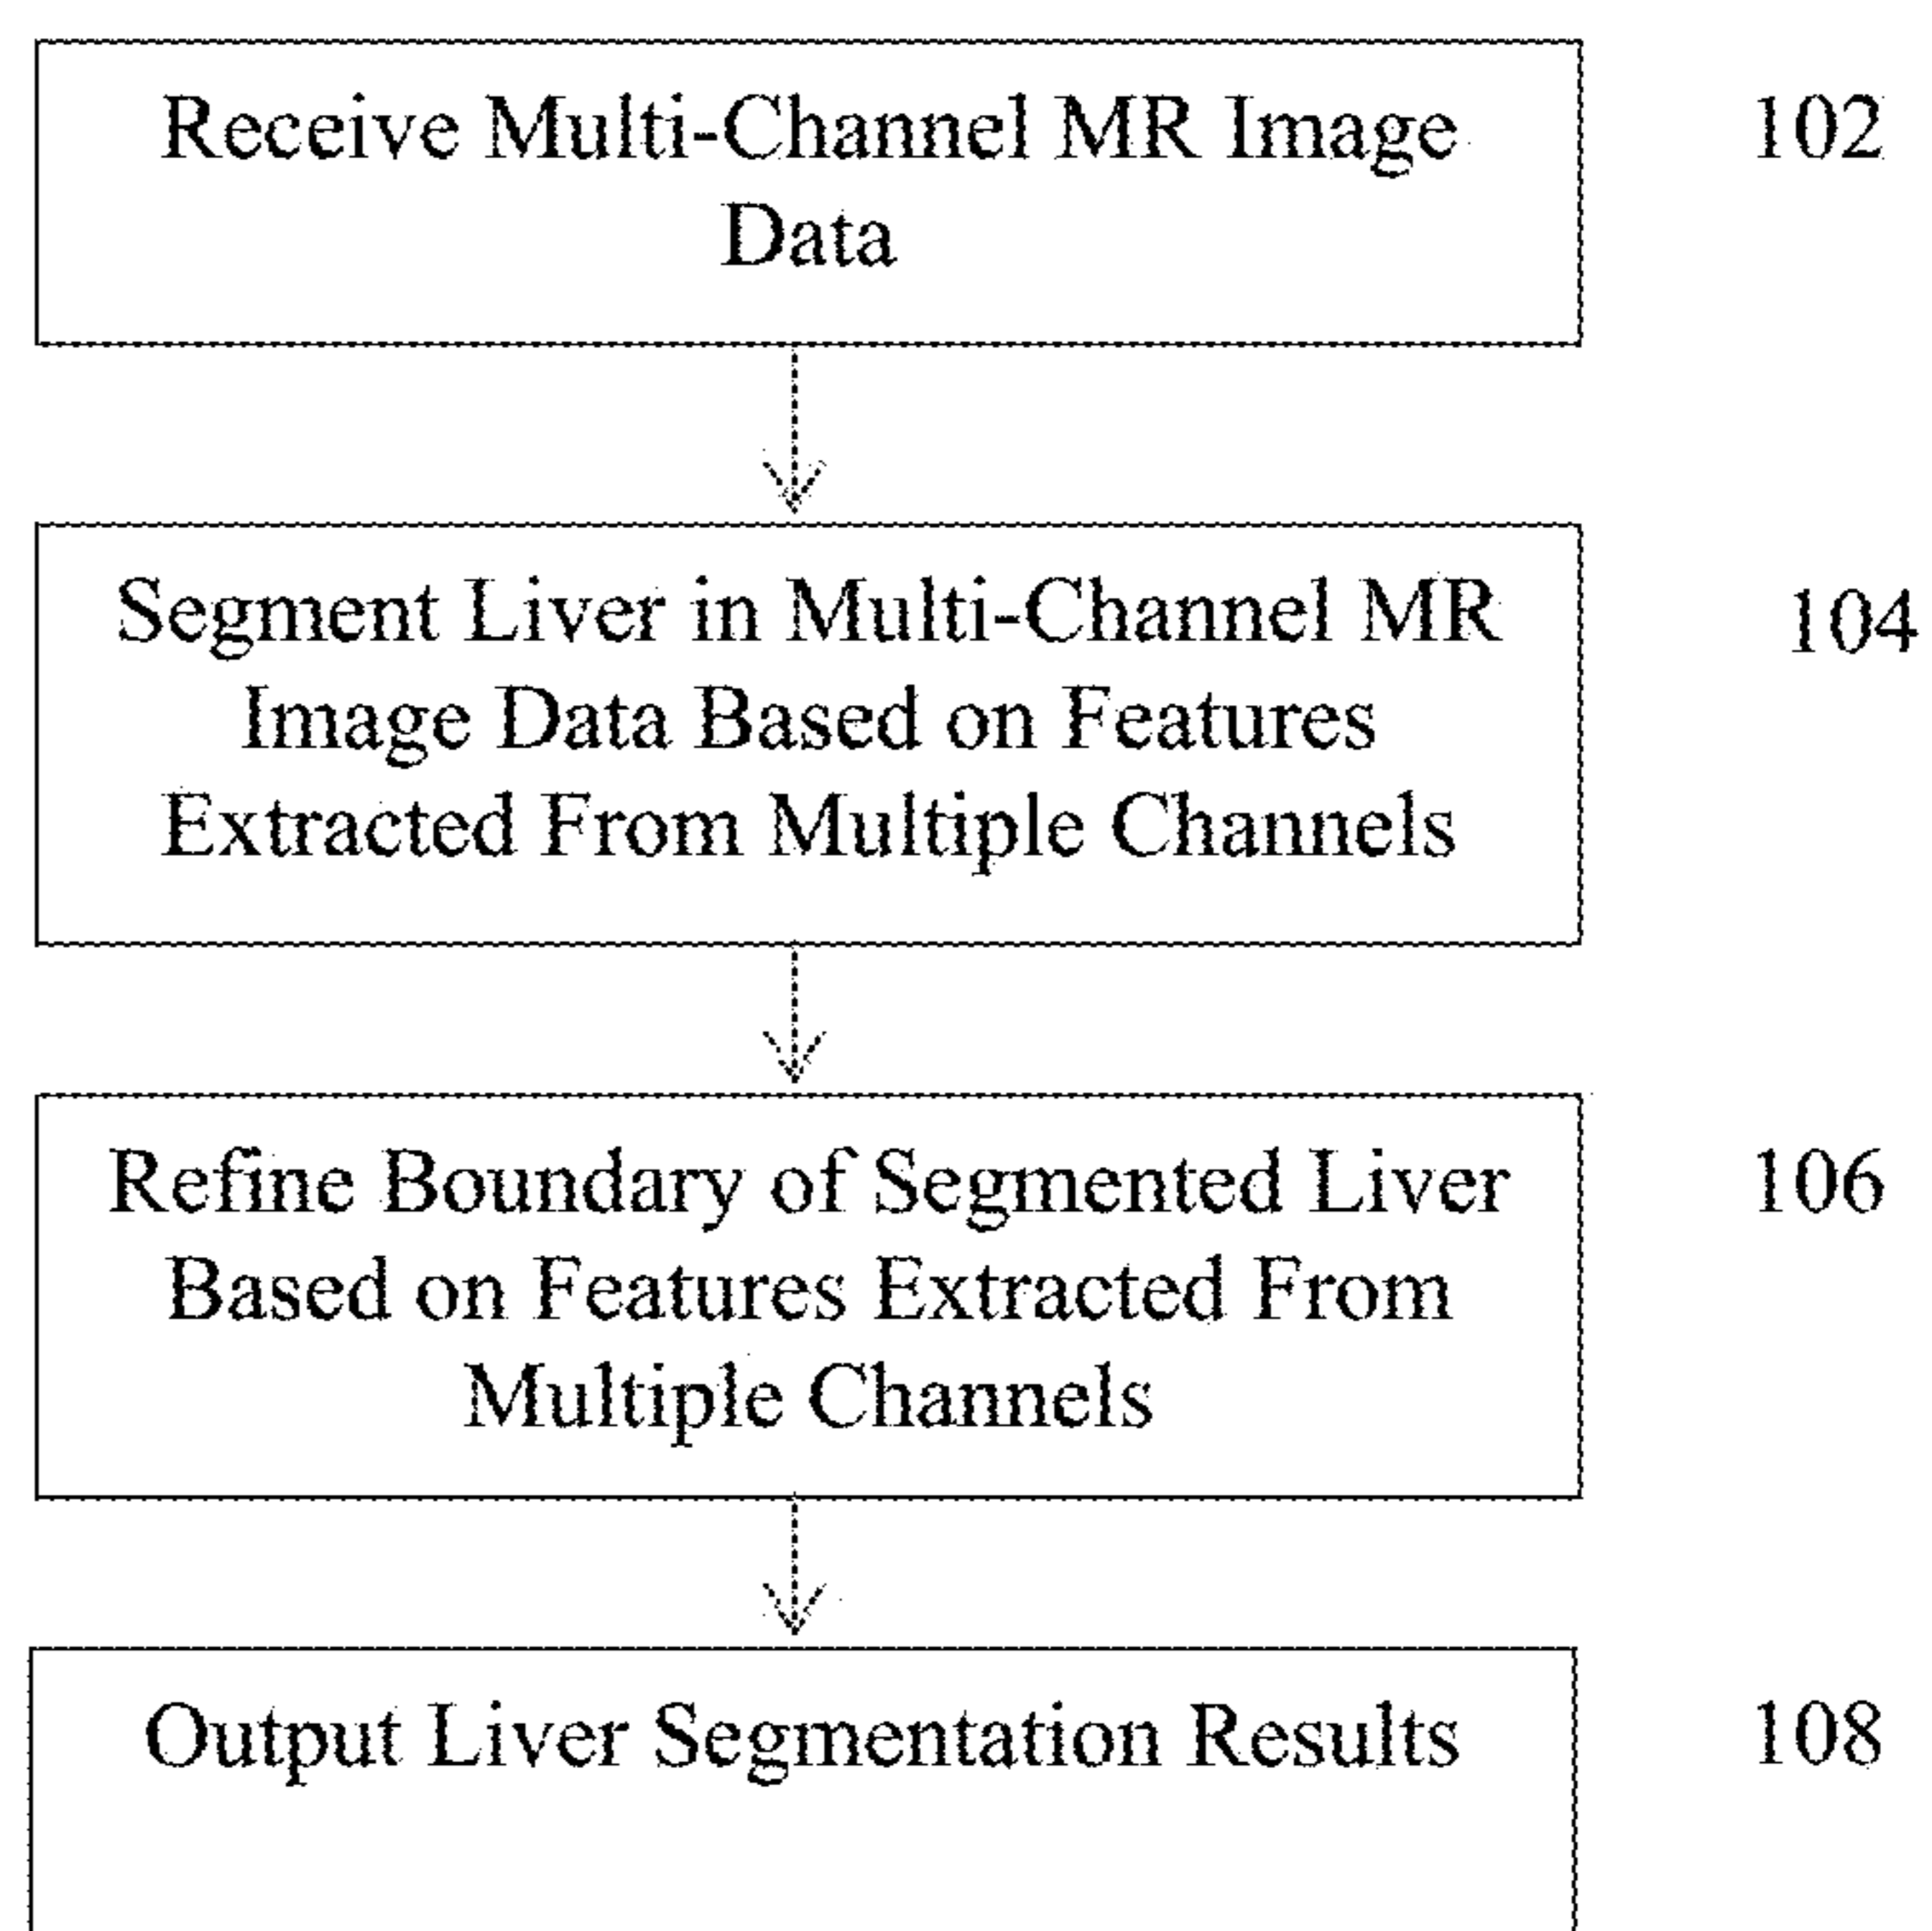 Receive Multi-Channel MR Image
Data
102
Segment Liver in Multi-Channel MR
Image Data Based on Features
Extracted From Multiple Channels
104
Refine Boundary of Segmented Liver
Based on Features Extracted From
Multiple Channels
106
Output Liver Segmentation Results
108